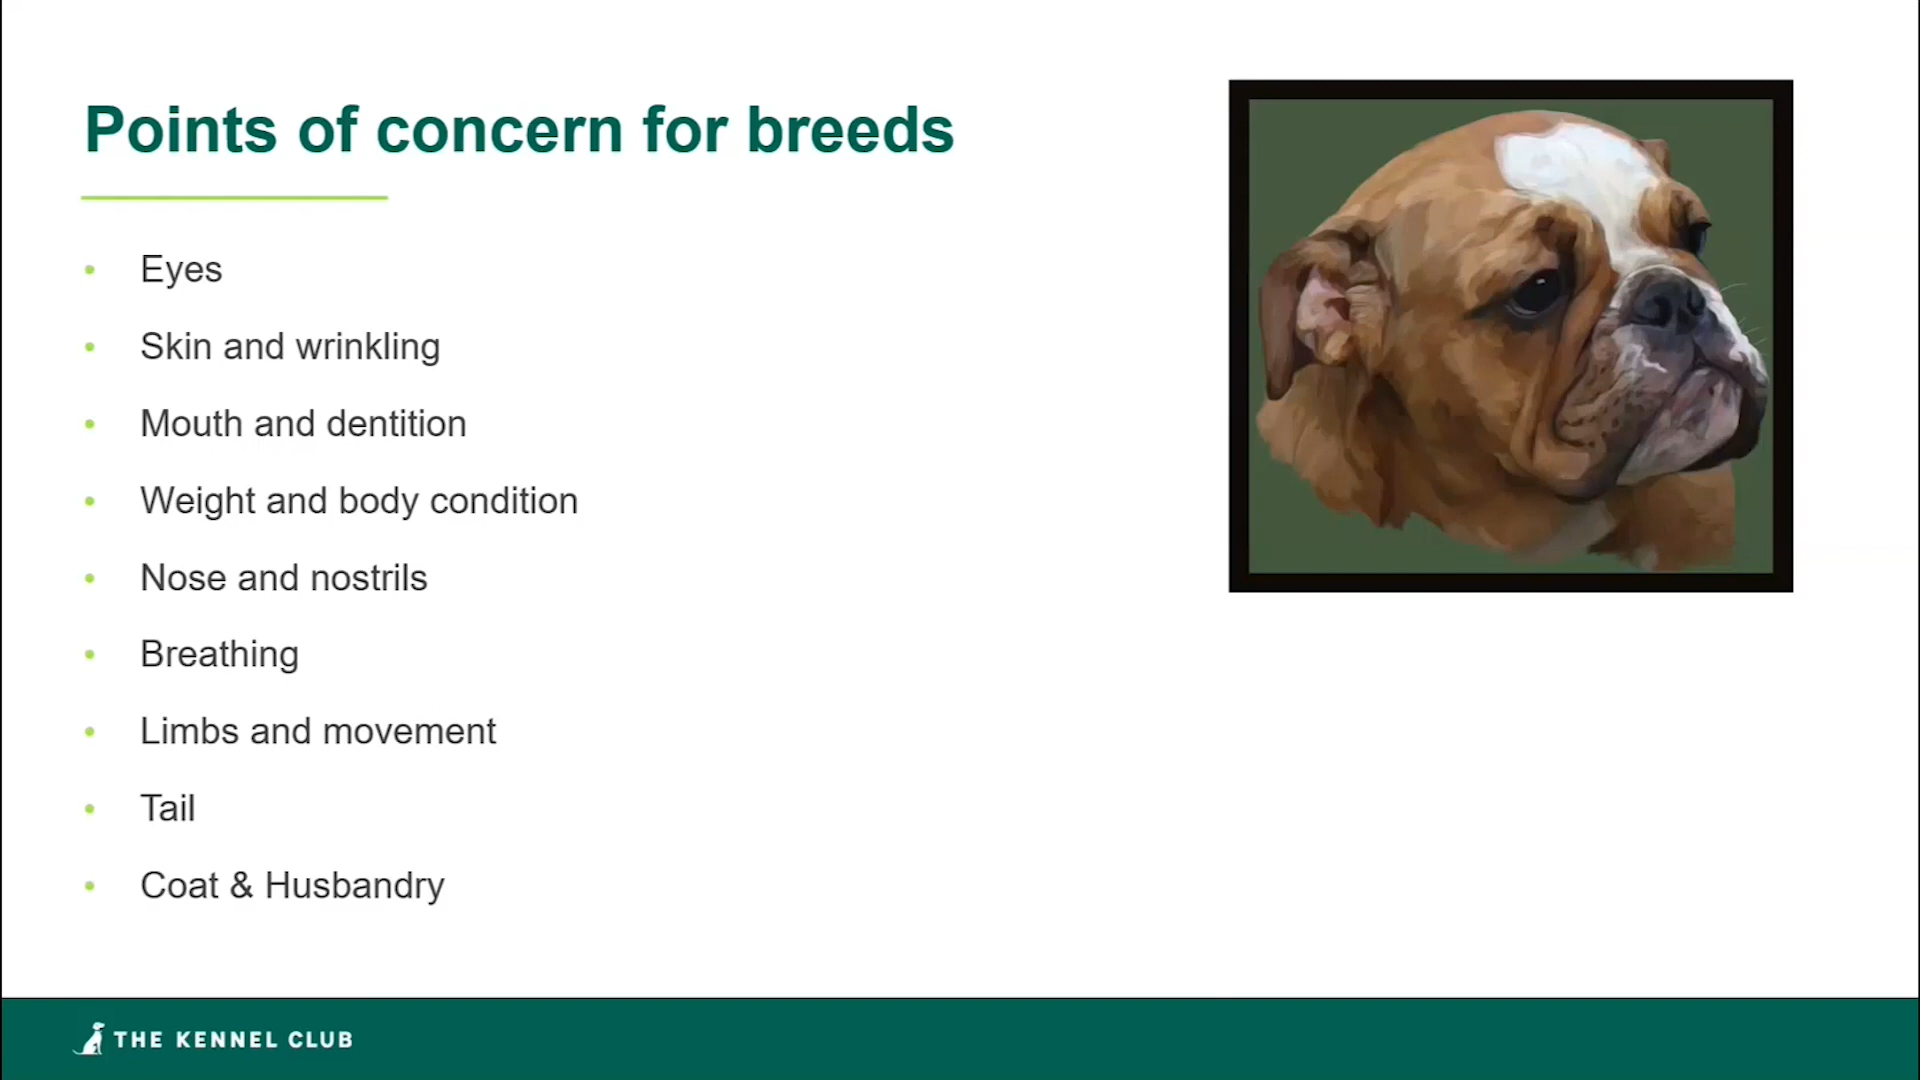 Points of concern for breeds
• Eyes
• Skin and wrinkling
• Mouth and dentition
• Weight and body condition
• Nose and nostrils
• Breathing
• Limbs and movement
• Tail
• Coat & Husbandry
THE KENNEL CLUB